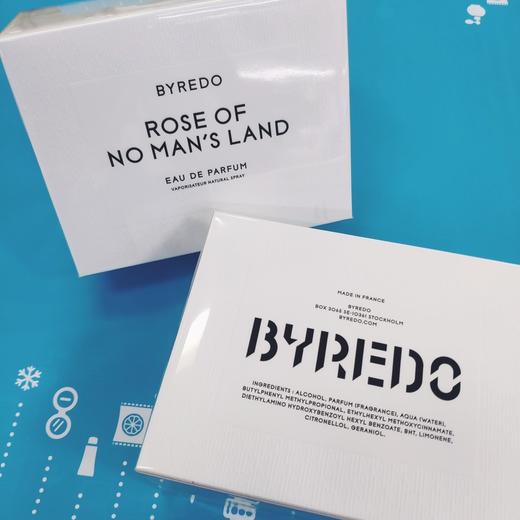 BYREDO
ROSE OF
NO MAN'S LAND
EAU DE PARFUM
VAPORISATEUR NATURAL SPRAY
MADE IN FRANCE
BYREDO
BOX 3065 SE-10361 STOCKHOLM
BYREDO.COM
BYREDO
INGREDIENTS : ALCOHOL, PARFUM (FRAGRANCE), AQUA (WATER),
BUTYLPHENYL METHYLPROPIONAL, ETHYLHEXYL METHOXYCINNAMATE,
DIETHYLAMINO HYDROXYBENZOYL HEXYL BENZOATE, BHT, LIMONENE,
CITRONELLOL, GERANIOL.